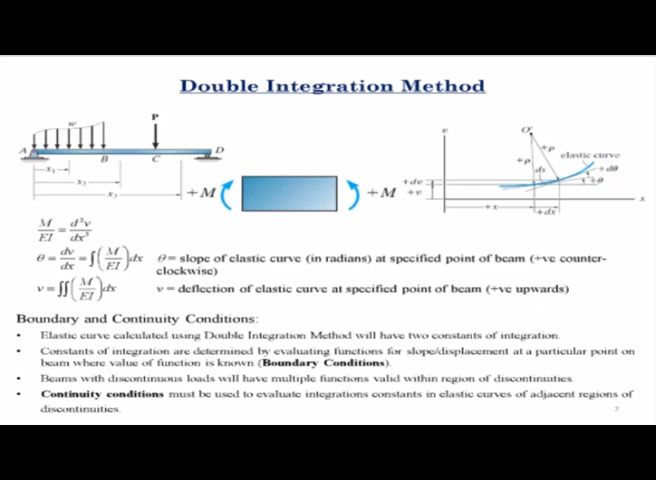 Double Integration Method
P
w
A
B
C
D
x₁
x₂
x₃
+M
+M
v
O'
+ρ
+ρ
elastic curve
ds
+dθ
+θ
+dv
+v
x
+x
+dx
M/EI = d²v/dx²
θ = dv/dx = ∫(M/EI)dx θ = slope of elastic curve (in radians) at specified point of beam (+ve counter-
clockwise)
v = ∬(M/EI)dx v = deflection of elastic curve at specified point of beam (+ve upwards)
Boundary and Continuity Conditions:
• Elastic curve calculated using Double Integration Method will have two constants of integration.
• Constants of integration are determined by evaluating functions for slope/displacement at a particular point on
beam where value of function is known (Boundary Conditions).
• Beams with discontinuous loads will have multiple functions valid within region of discontinuities.
• Continuity conditions must be used to evaluate integrations constants in elastic curves of adjacent regions of
discontinuities.
7